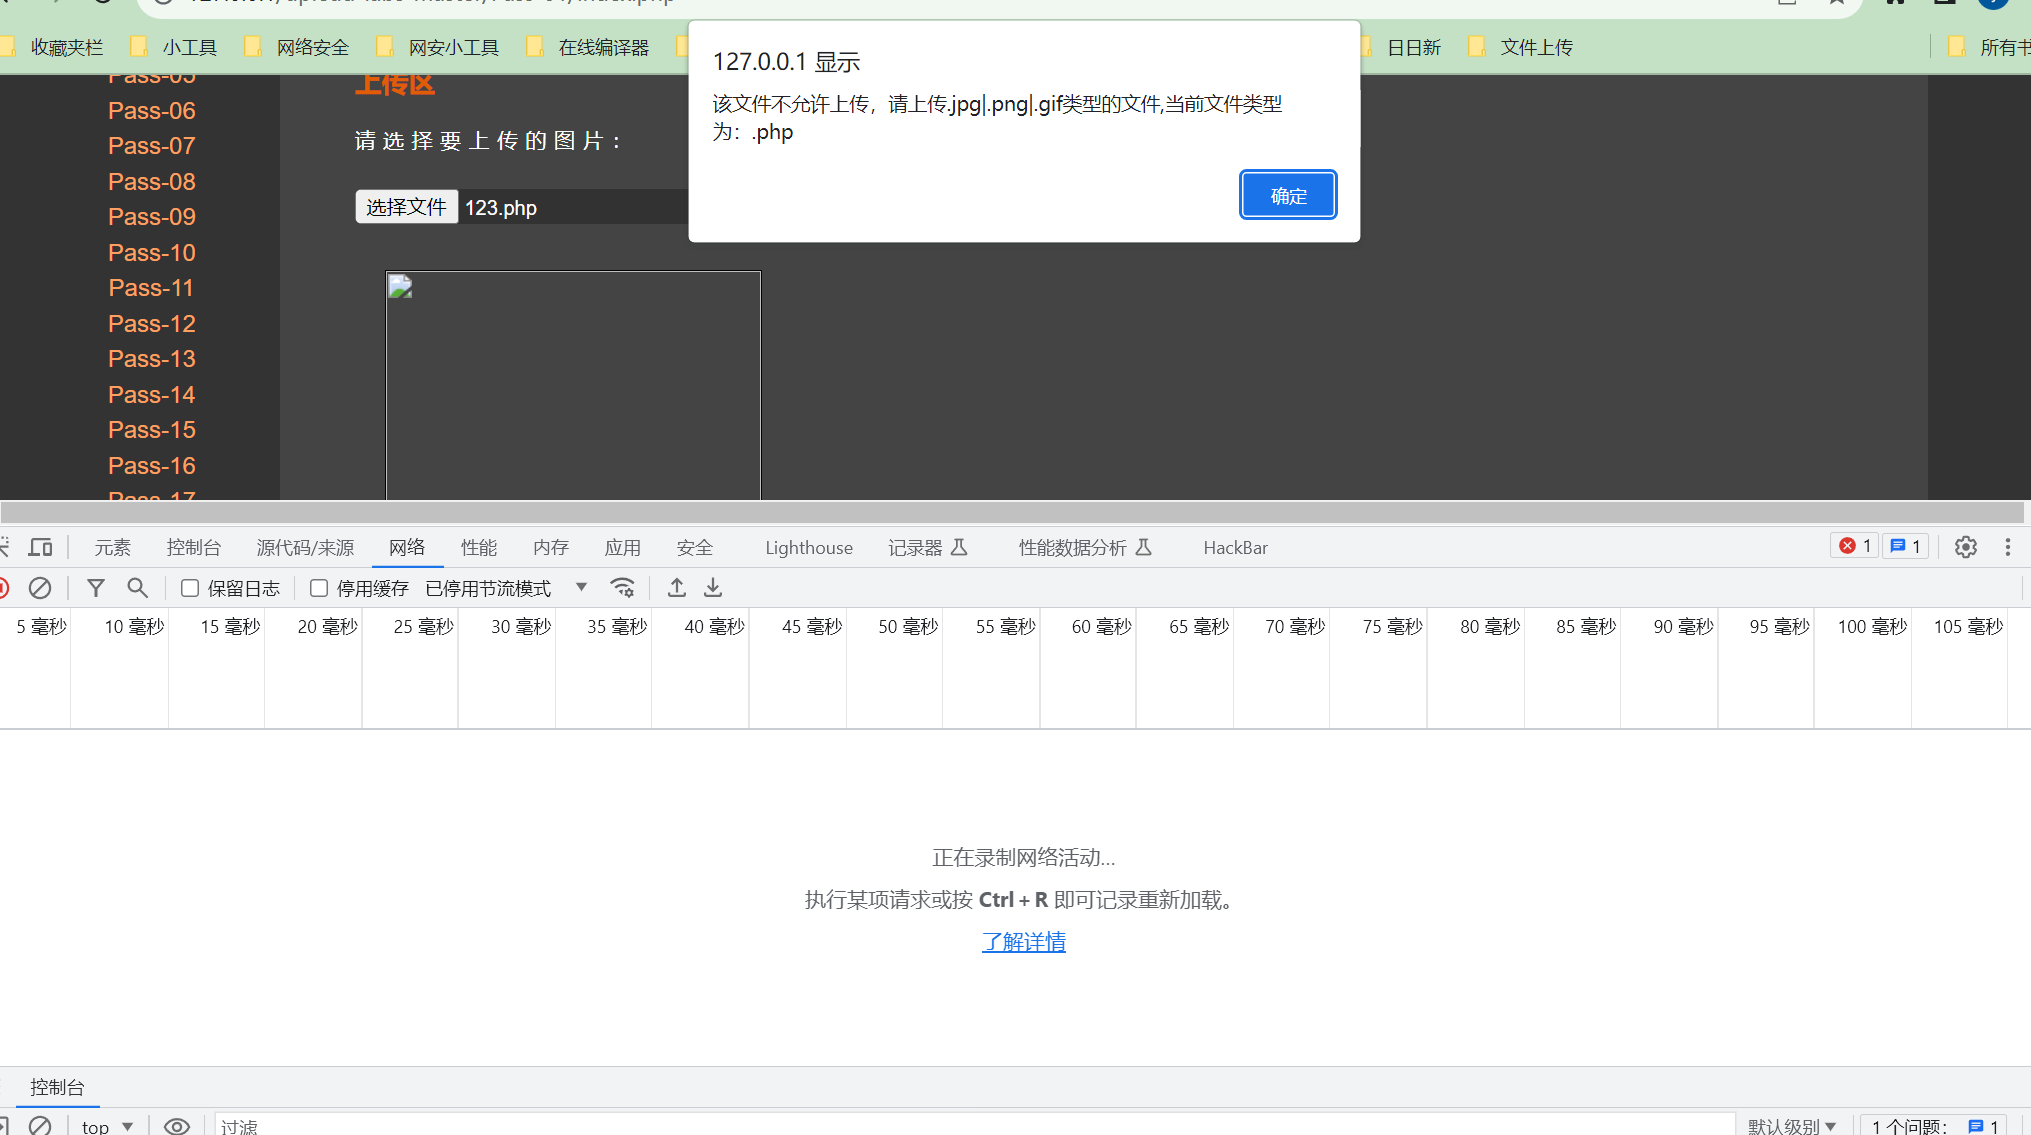 收藏夹栏 小工具 网络安全 网安小工具 在线编译器 日日新 文件上传 所有书
127.0.0.1 显示
该文件不允许上传，请上传.jpg|.png|.gif类型的文件,当前文件类型
为：.php
确定
Pass-05
Pass-06
Pass-07
Pass-08
Pass-09
Pass-10
Pass-11
Pass-12
Pass-13
Pass-14
Pass-15
Pass-16
Pass-17
上传区
请选择要上传的图片：
选择文件 123.php
元素 控制台 源代码/来源 网络 性能 内存 应用 安全 Lighthouse 记录器 性能数据分析 HackBar 1 1
保留日志 停用缓存 已停用节流模式
5 毫秒 10 毫秒 15 毫秒 20 毫秒 25 毫秒 30 毫秒 35 毫秒 40 毫秒 45 毫秒 50 毫秒 55 毫秒 60 毫秒 65 毫秒 70 毫秒 75 毫秒 80 毫秒 85 毫秒 90 毫秒 95 毫秒 100 毫秒 105 毫秒
正在录制网络活动...
执行某项请求或按 Ctrl + R 即可记录重新加载。
了解详情
控制台
top 过滤 默认级别 1 个问题： 1